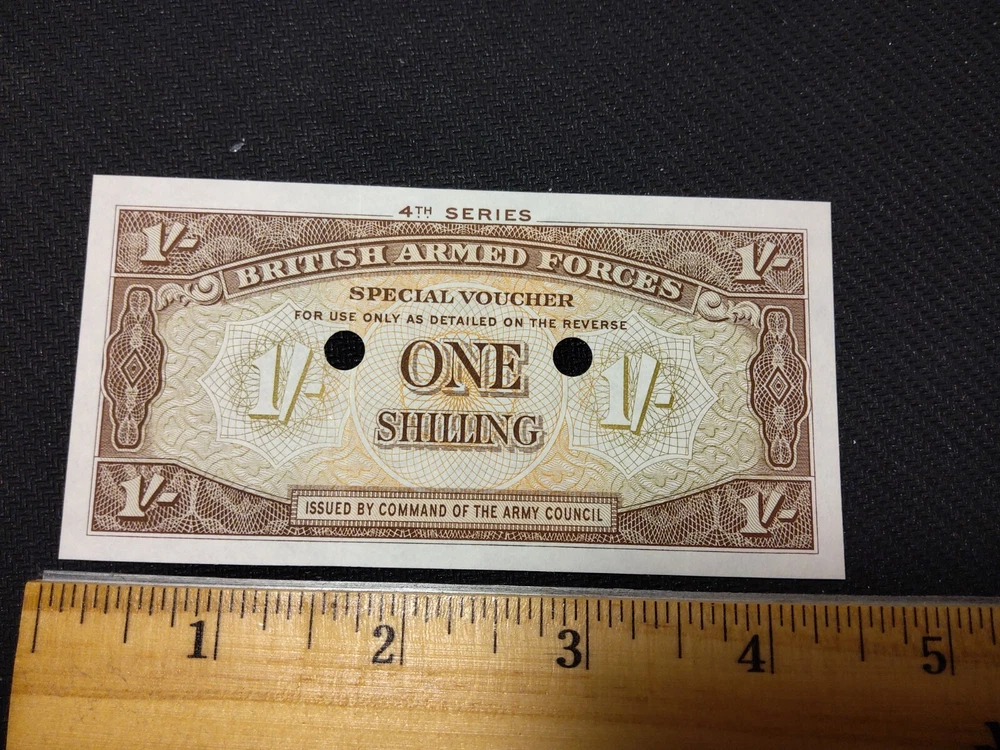 4TH SERIES
1/- 1/-
BRITISH ARMED FORCES
SPECIAL VOUCHER
FOR USE ONLY AS DETAILED ON THE REVERSE
1/- ONE 1/-
SHILLING
1/- 1/-
ISSUED BY COMMAND OF THE ARMY COUNCIL
1 2 3 4 5